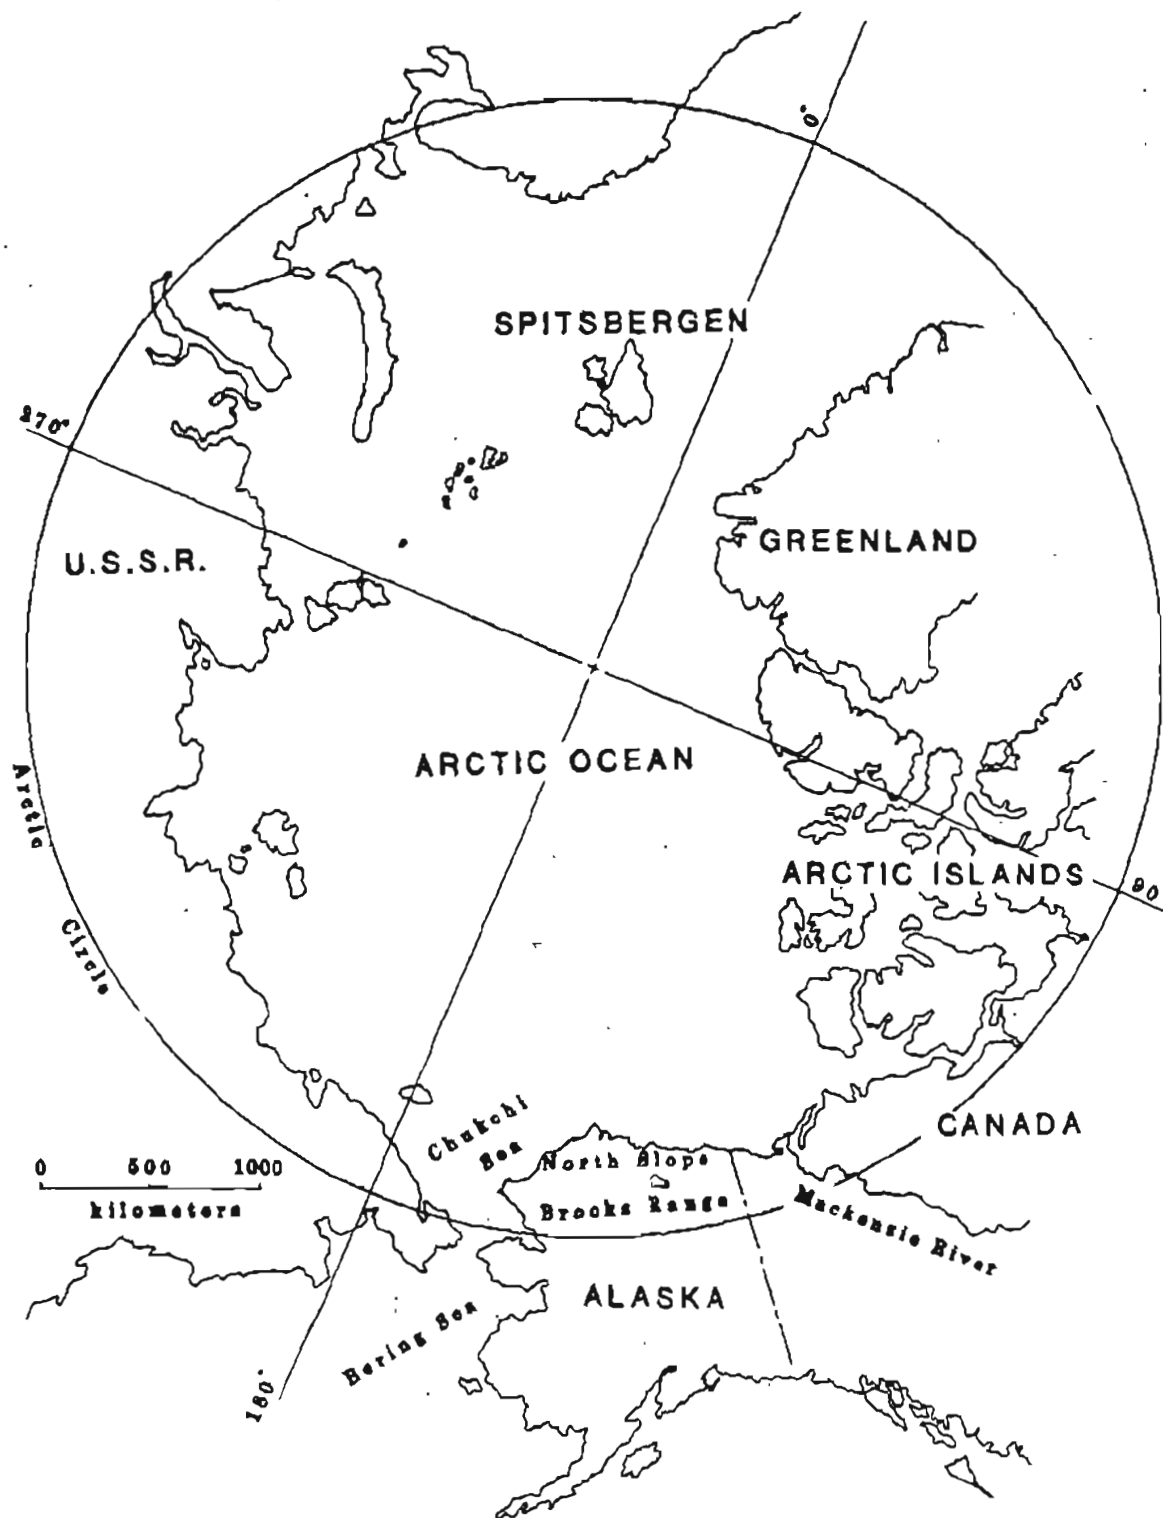 0°
SPITSBERGEN
270°
GREENLAND
U.S.S.R.
ARCTIC OCEAN
Arctic
Circle
ARCTIC ISLANDS
90
Chukchi
Sea
CANADA
0 500 1000
kilometers
North Slope
Brooks Range
Mackenzie River
ALASKA
Bering Sea
180°